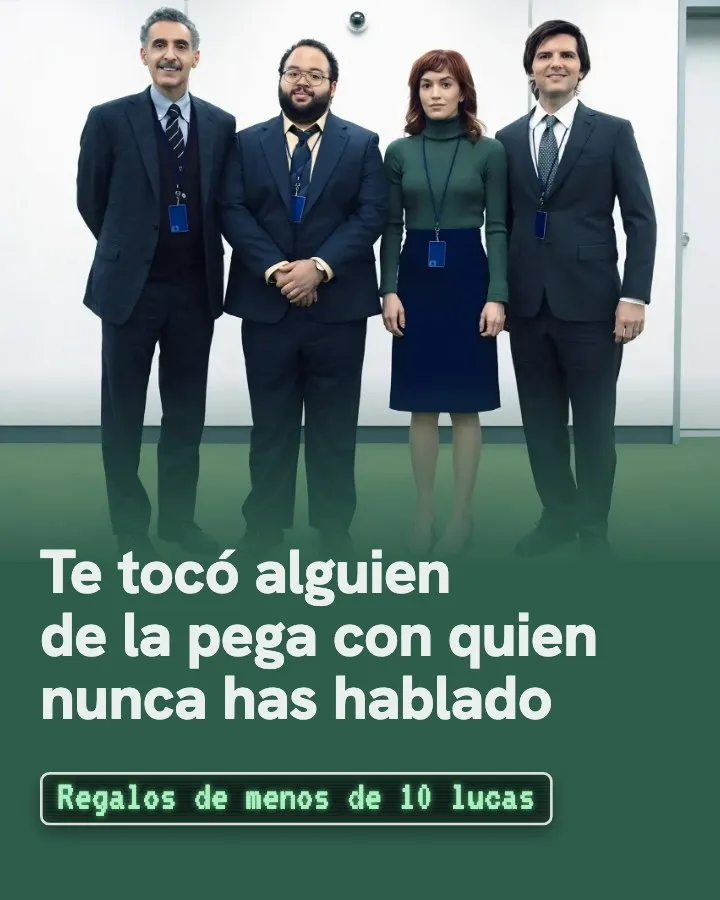 Te tocó alguien
de la pega con quien
nunca has hablado
Regalos de menos de 10 lucas